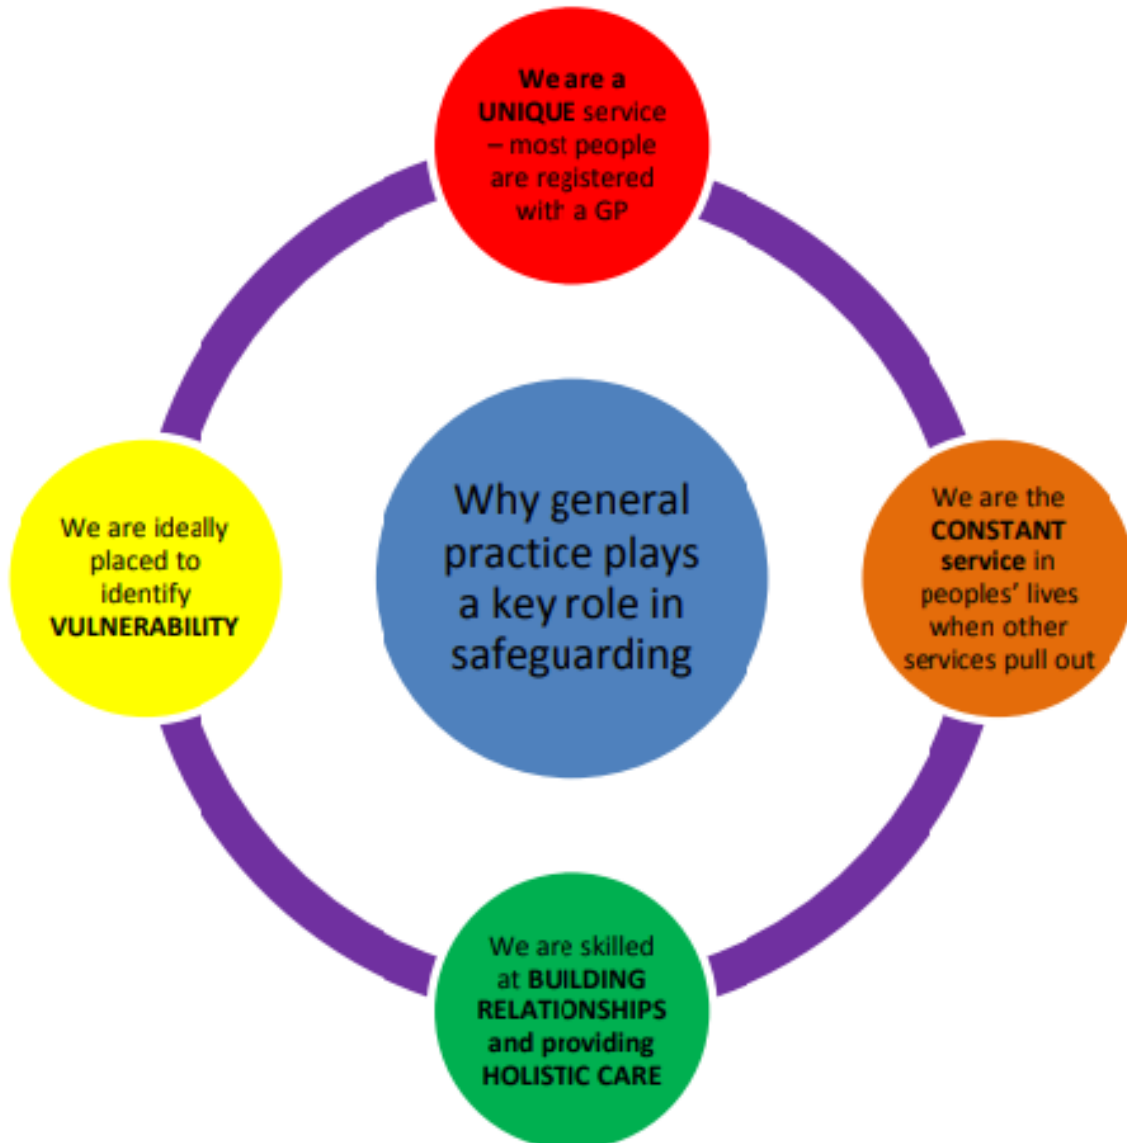 We are a
UNIQUE service
– most people
are registered
with a GP
We are ideally
placed to
identify
VULNERABILITY
Why general
practice plays
a key role in
safeguarding
We are the
CONSTANT
service in
peoples’ lives
when other
services pull out
We are skilled
at BUILDING
RELATIONSHIPS
and providing
HOLISTIC CARE